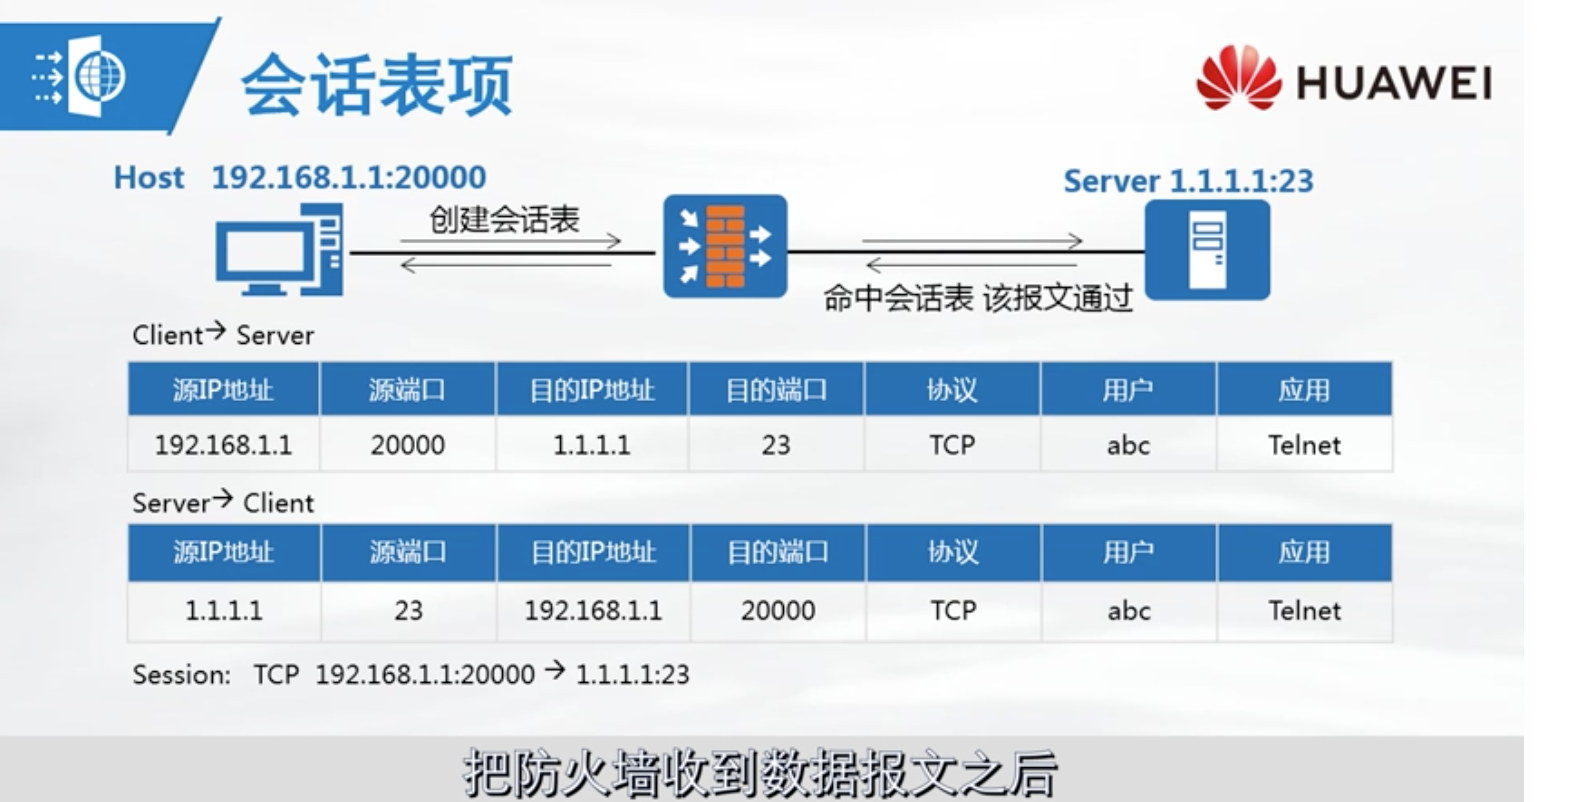 会话表项
HUAWEI
Host 192.168.1.1:20000
Server 1.1.1.1:23
创建会话表
命中会话表 该报文通过
Client→ Server
源IP地址 源端口 目的IP地址 目的端口 协议 用户 应用
192.168.1.1 20000 1.1.1.1 23 TCP abc Telnet
Server→ Client
源IP地址 源端口 目的IP地址 目的端口 协议 用户 应用
1.1.1.1 23 192.168.1.1 20000 TCP abc Telnet
Session: TCP 192.168.1.1:20000 → 1.1.1.1:23
把防火墙收到数据报文之后